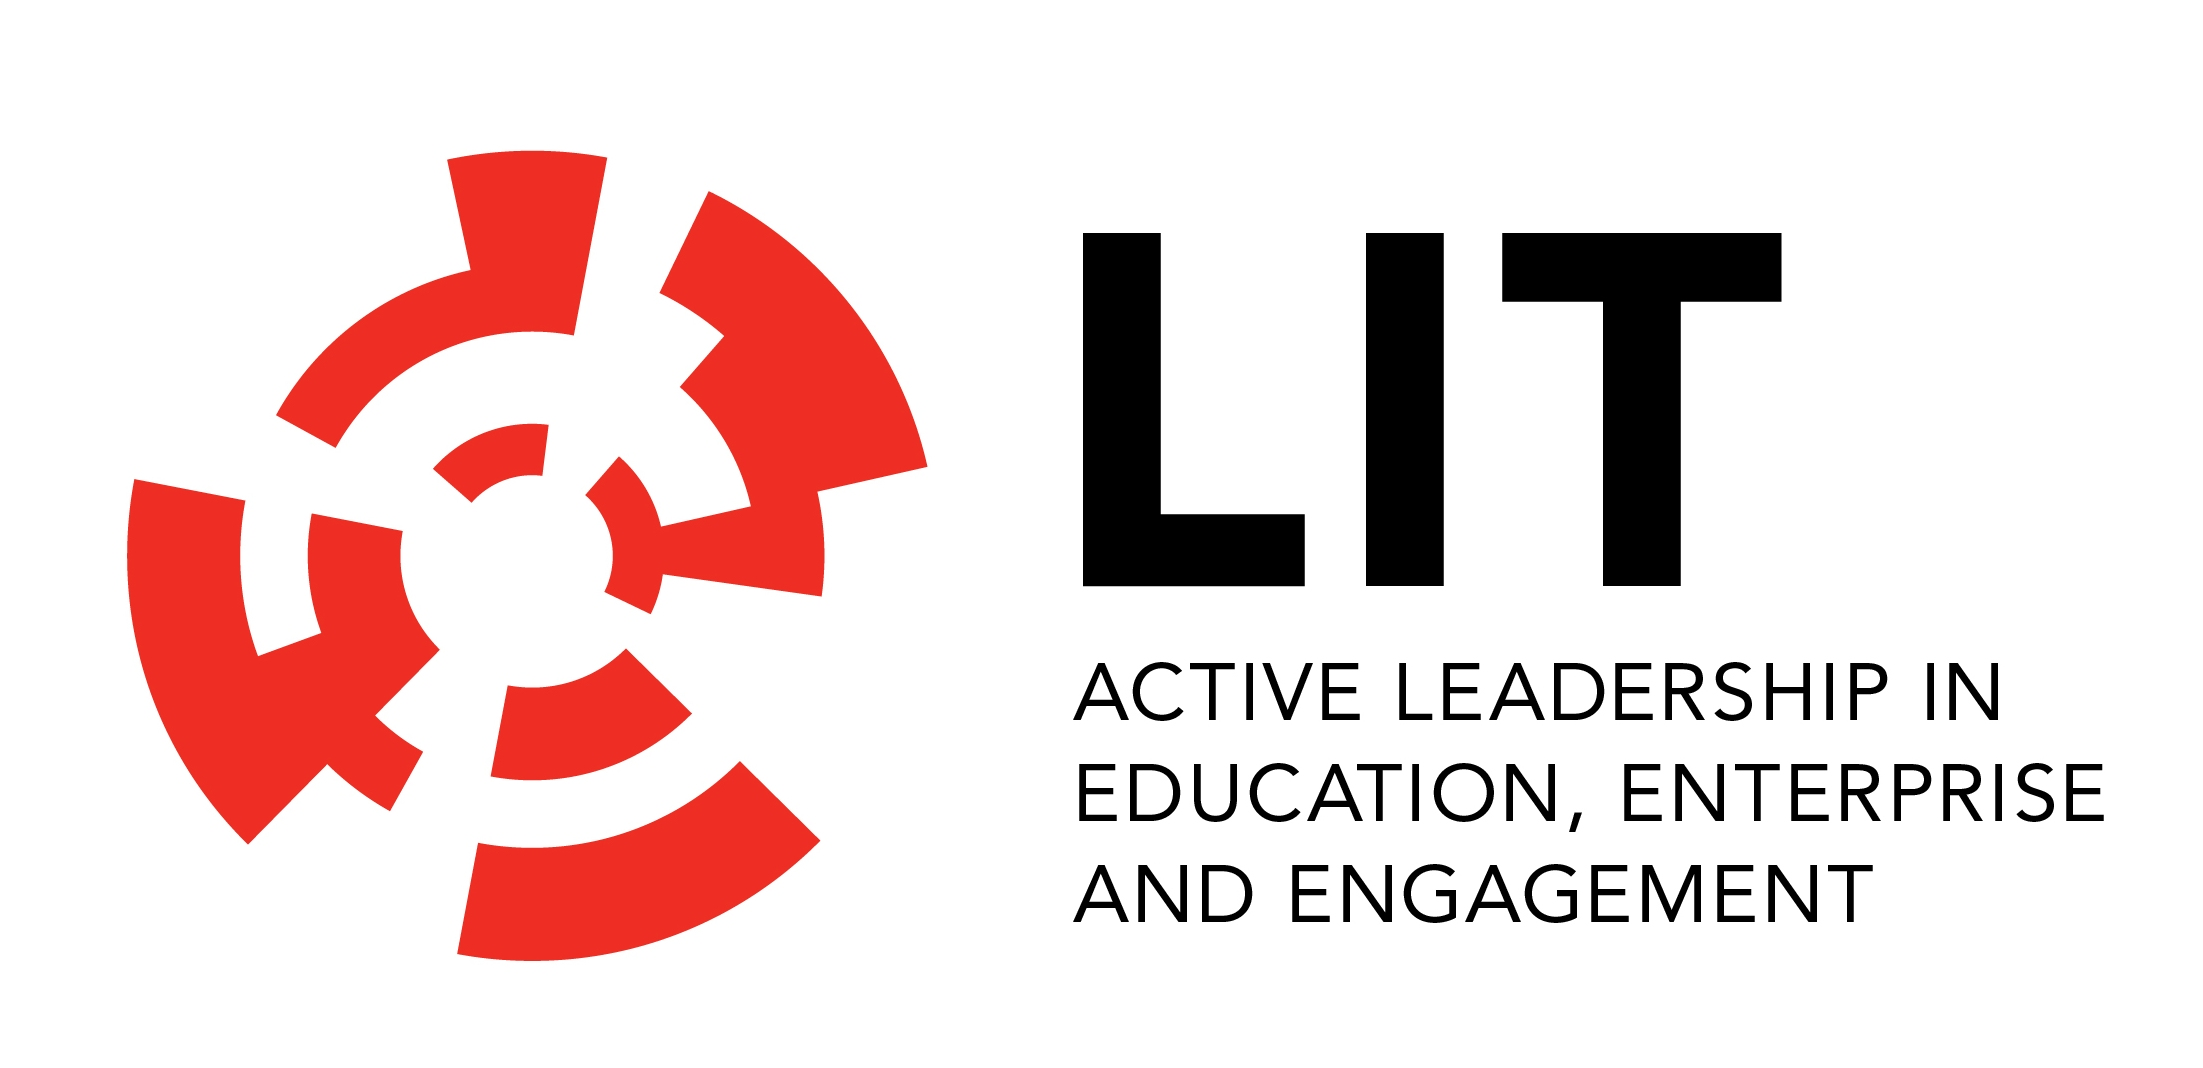 LIT
ACTIVE LEADERSHIP IN
EDUCATION, ENTERPRISE
AND ENGAGEMENT